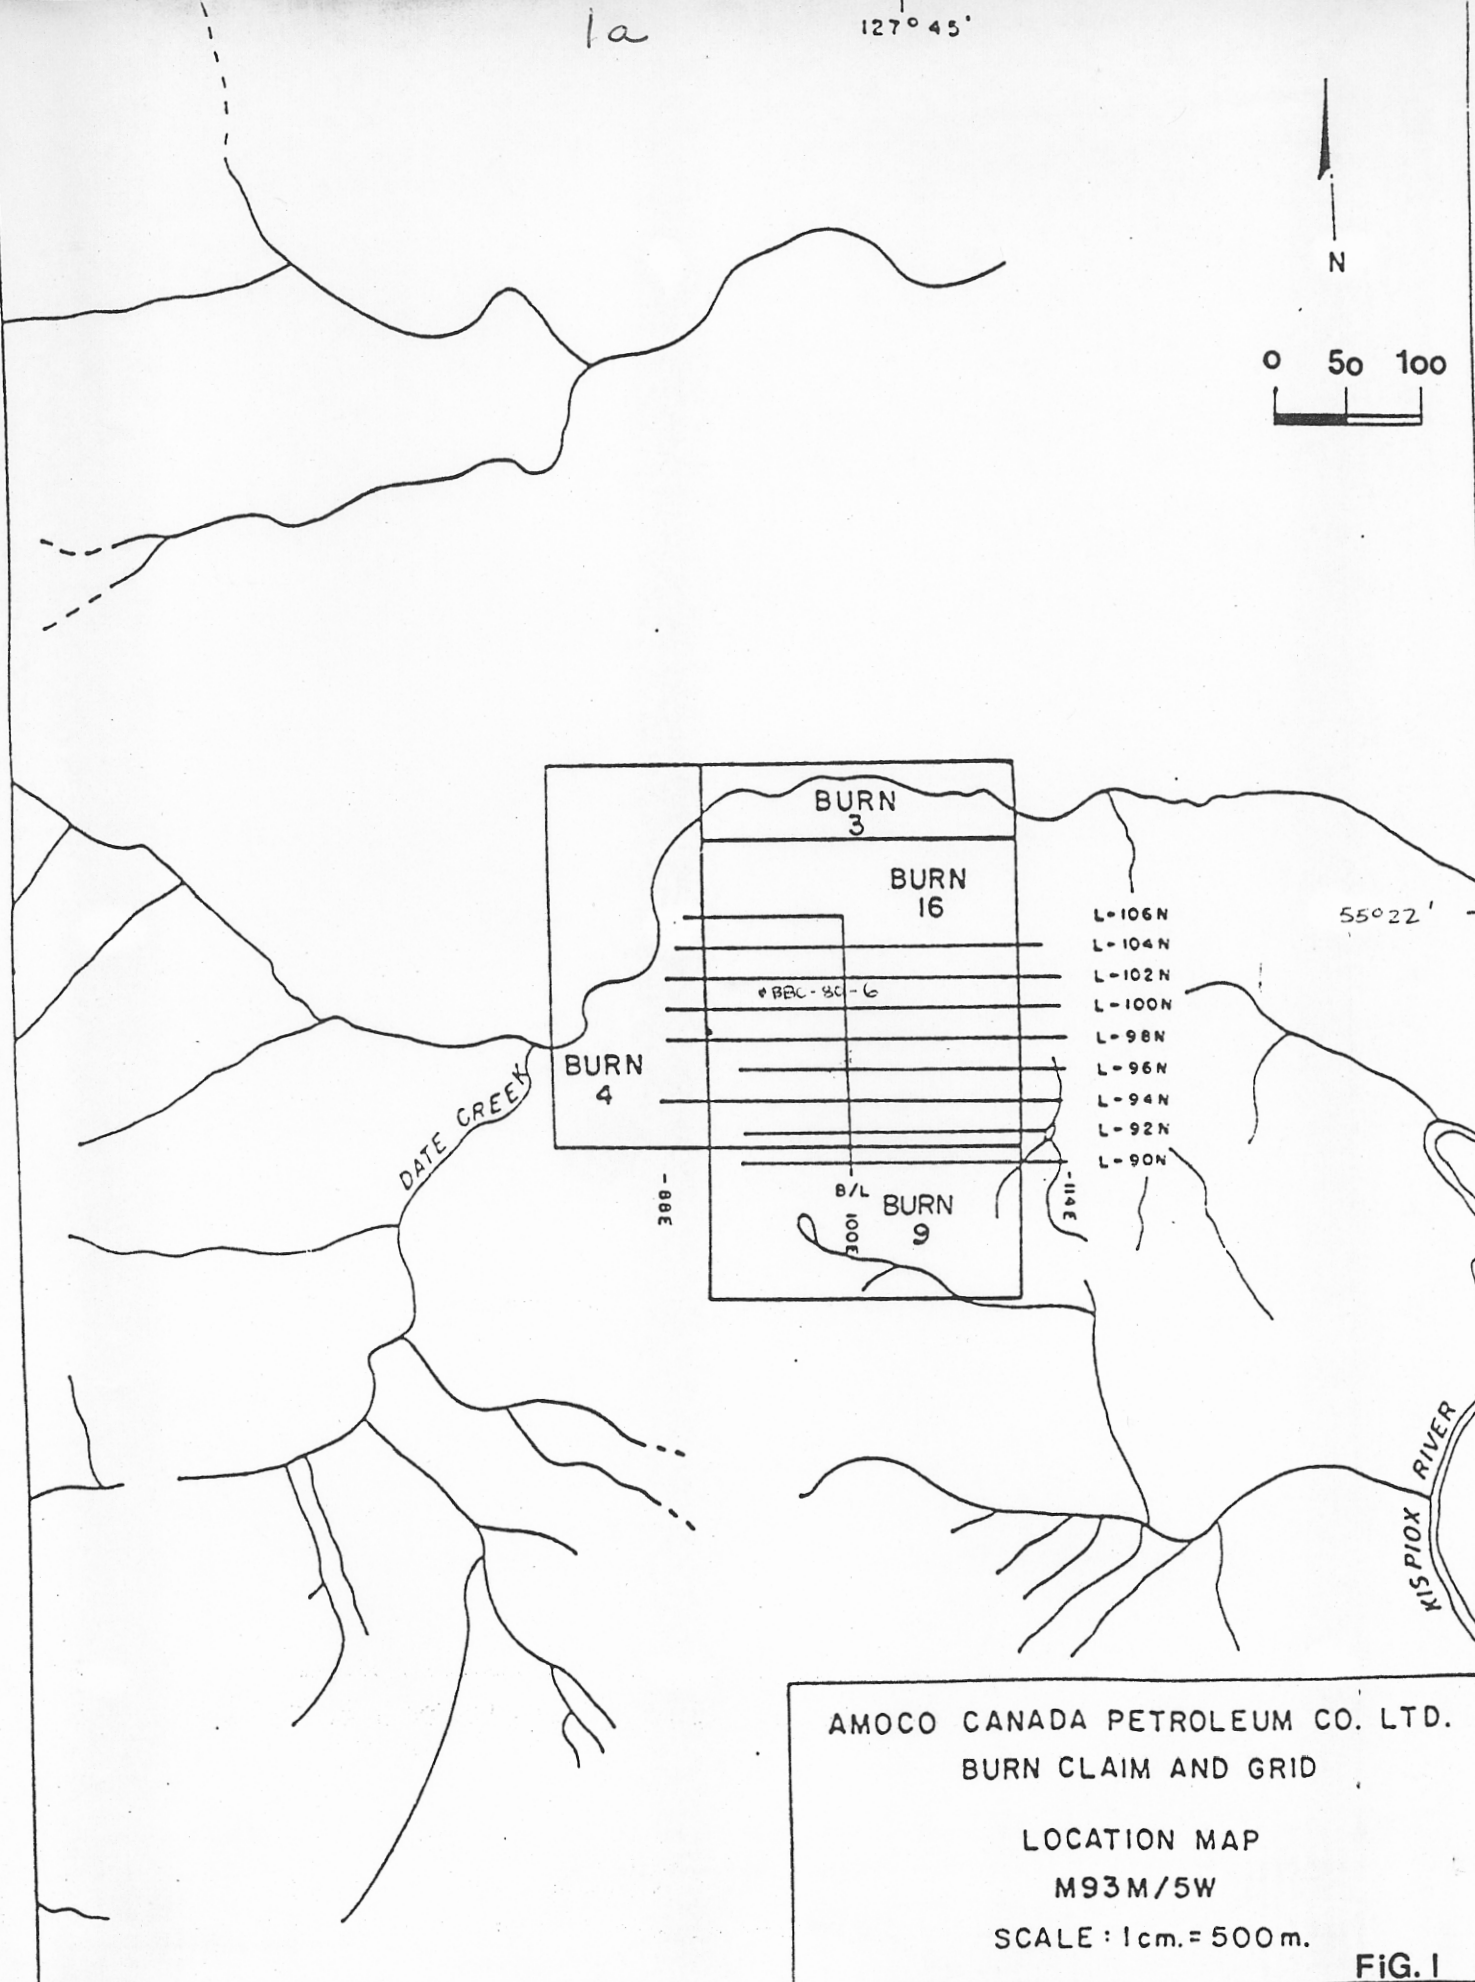 1a
127° 45'
N
0 50 100
BURN
3
BURN
16
L-106N
55° 22'
L-104N
L-102N
BBC-80-6
L-100N
L-98N
BURN
4
L-96N
L-94N
DATE CREEK
L-92N
L-90N
-88E
B/L
100E
BURN
9
-114E
KISPIOX RIVER
AMOCO CANADA PETROLEUM CO. LTD.
BURN CLAIM AND GRID
LOCATION MAP
M93M/5W
SCALE : 1cm. = 500m.
FiG. 1